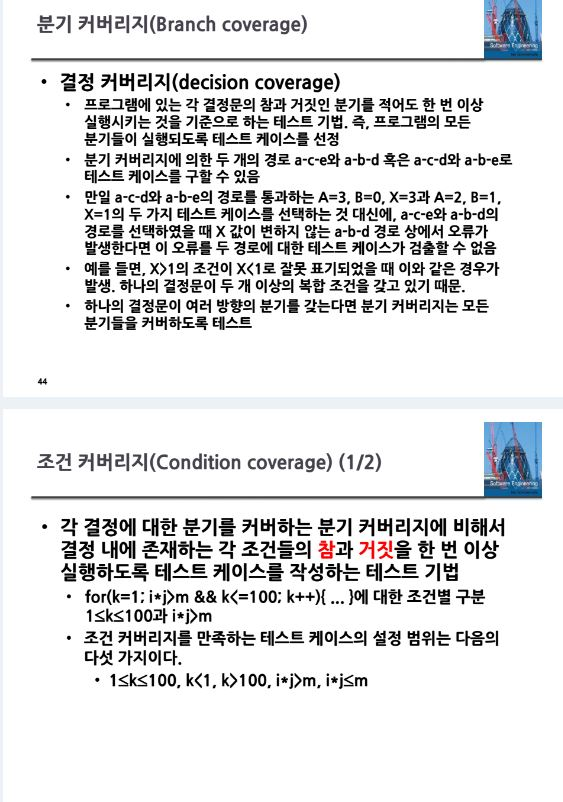 분기 커버리지(Branch coverage)
Software Engineering
• 결정 커버리지(decision coverage)
• 프로그램에 있는 각 결정문의 참과 거짓인 분기를 적어도 한 번 이상
실행시키는 것을 기준으로 하는 테스트 기법. 즉, 프로그램의 모든
분기들이 실행되도록 테스트 케이스를 선정
• 분기 커버리지에 의한 두 개의 경로 a-c-e와 a-b-d 혹은 a-c-d와 a-b-e로
테스트 케이스를 구할 수 있음
• 만일 a-c-d와 a-b-e의 경로를 통과하는 A=3, B=0, X=3과 A=2, B=1,
X=1의 두 가지 테스트 케이스를 선택하는 것 대신에, a-c-e와 a-b-d의
경로를 선택하였을 때 X 값이 변하지 않는 a-b-d 경로 상에서 오류가
발생한다면 이 오류를 두 경로에 대한 테스트 케이스가 검출할 수 없음
• 예를 들면, X>1의 조건이 X<1로 잘못 표기되었을 때 이와 같은 경우가
발생. 하나의 결정문이 두 개 이상의 복합 조건을 갖고 있기 때문.
• 하나의 결정문이 여러 방향의 분기를 갖는다면 분기 커버리지는 모든
분기들을 커버하도록 테스트
44
조건 커버리지(Condition coverage) (1/2)
Software Engineering
• 각 결정에 대한 분기를 커버하는 분기 커버리지에 비해서
결정 내에 존재하는 각 조건들의 참과 거짓을 한 번 이상
실행하도록 테스트 케이스를 작성하는 테스트 기법
• for(k=1; i*j>m && k<=100; k++){ ... }에 대한 조건별 구분
1≤k≤100과 i*j>m
• 조건 커버리지를 만족하는 테스트 케이스의 설정 범위는 다음의
다섯 가지이다.
• 1≤k≤100, k<1, k>100, i*j>m, i*j≤m